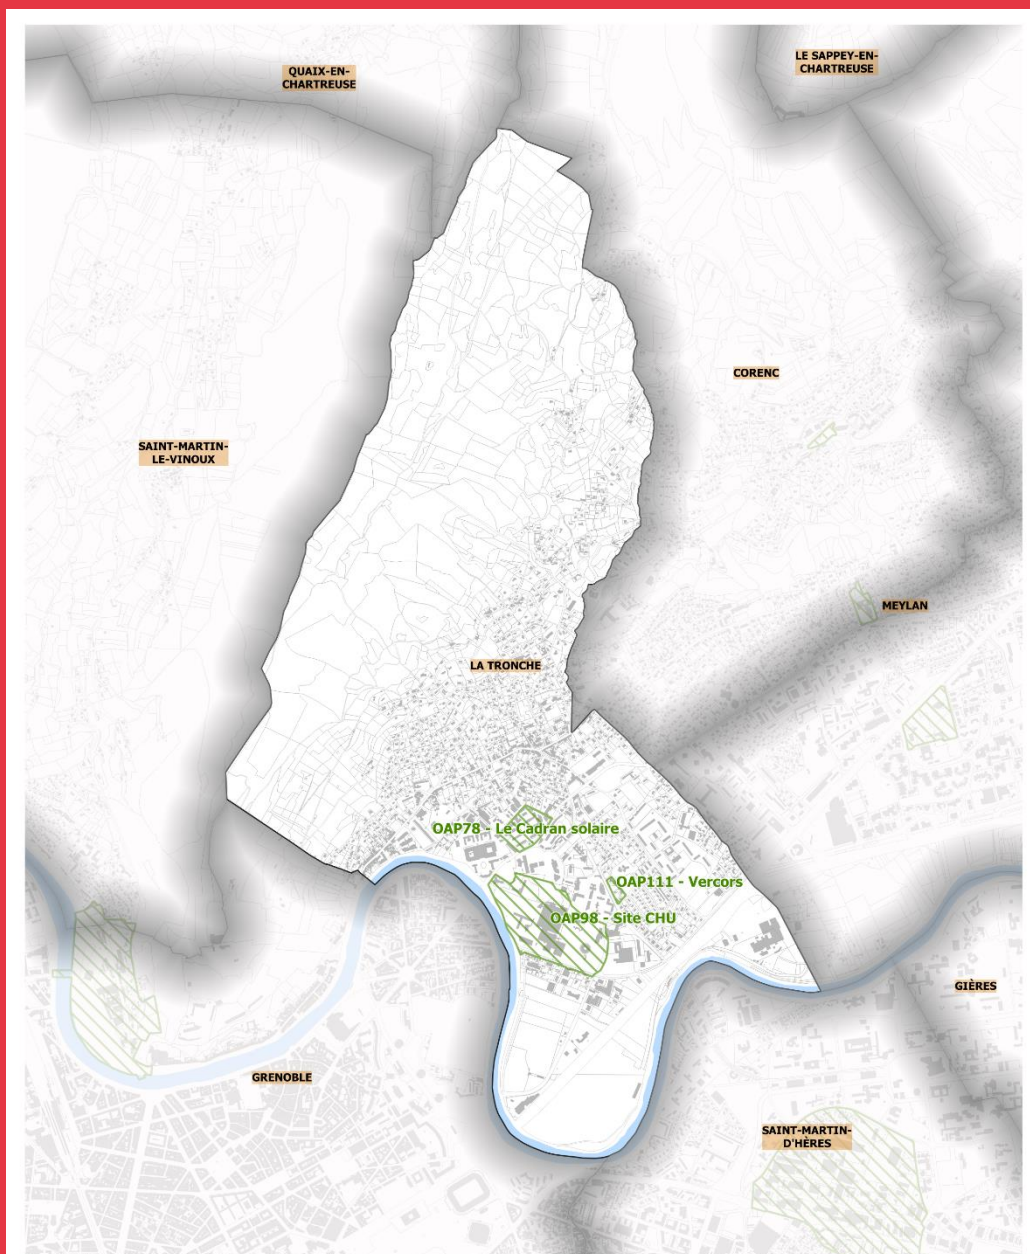 QUAIX-EN-
CHARTREUSE
LE SAPPEY-EN-
CHARTREUSE
CORENC
SAINT-MARTIN-
LE-VINOUX
MEYLAN
LA TRONCHE
OAP78 - Le Cadran solaire
OAP111 - Vercors
OAP98 - Site CHU
GIÈRES
GRENOBLE
SAINT-MARTIN-
D'HÈRES